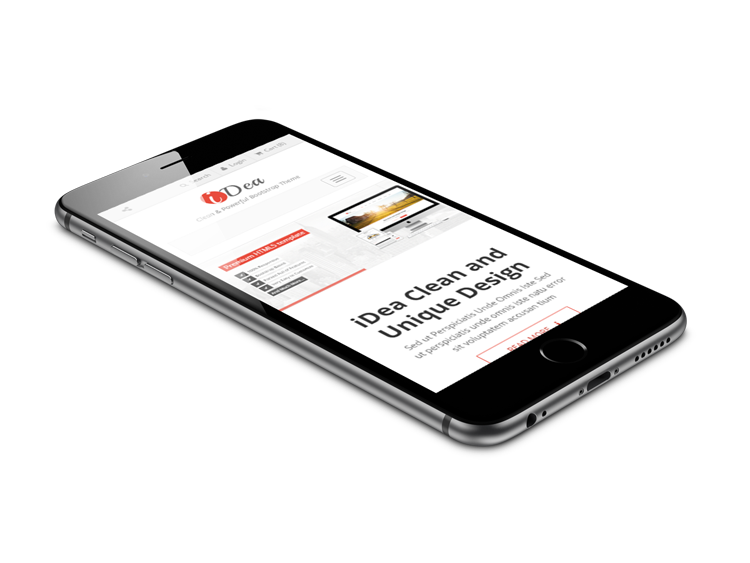 Search Login Cart (0)
iDea
Clean & Powerful Bootstrap Theme
Premium HTML5 template
iDea Clean and
Unique Design
Sed ut Perspiciatis Unde Omnis Iste Sed
ut perspiciatis unde omnis iste natu error
sit voluptatem accusan tium
READ MORE